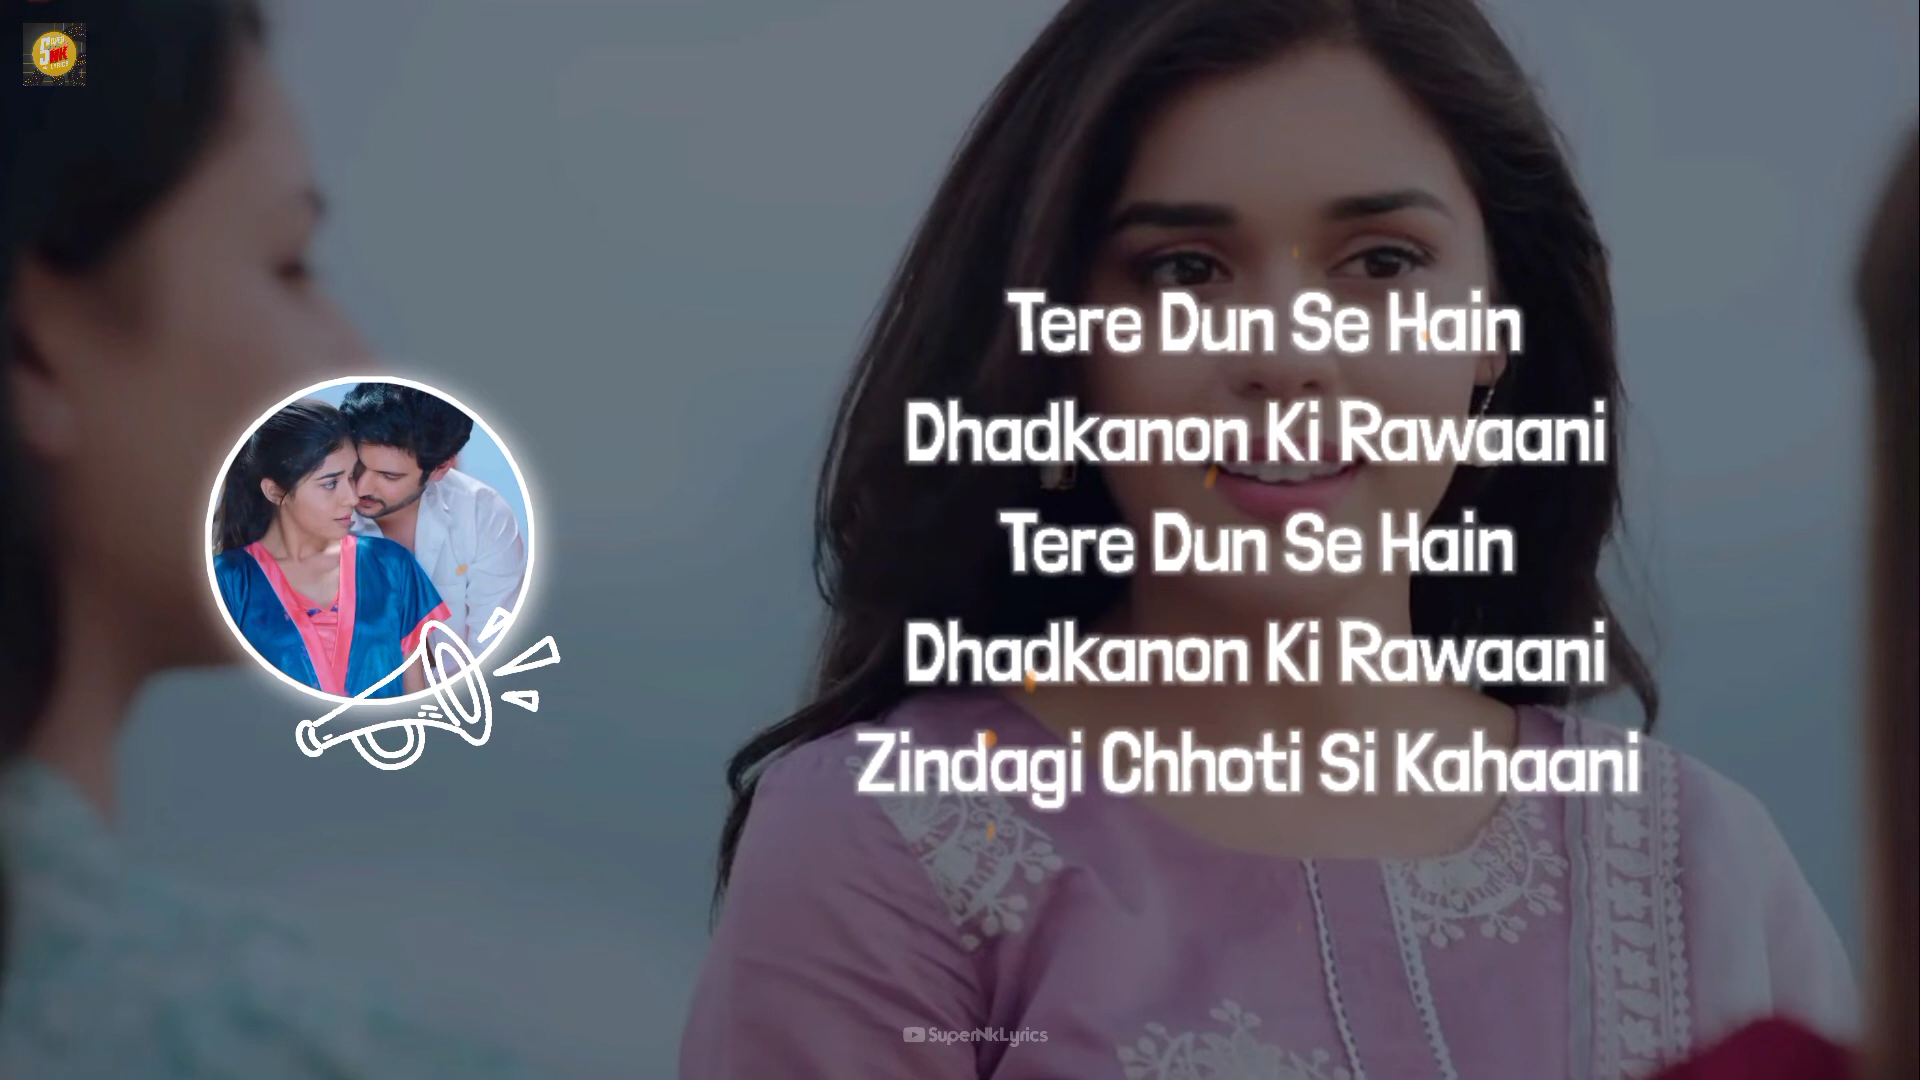 Tere Dun Se Hain
Dhadkanon Ki Rawaani
Tere Dun Se Hain
Dhadkanon Ki Rawaani
Zindagi Chhoti Si Kahaani
SuperNkLyrics